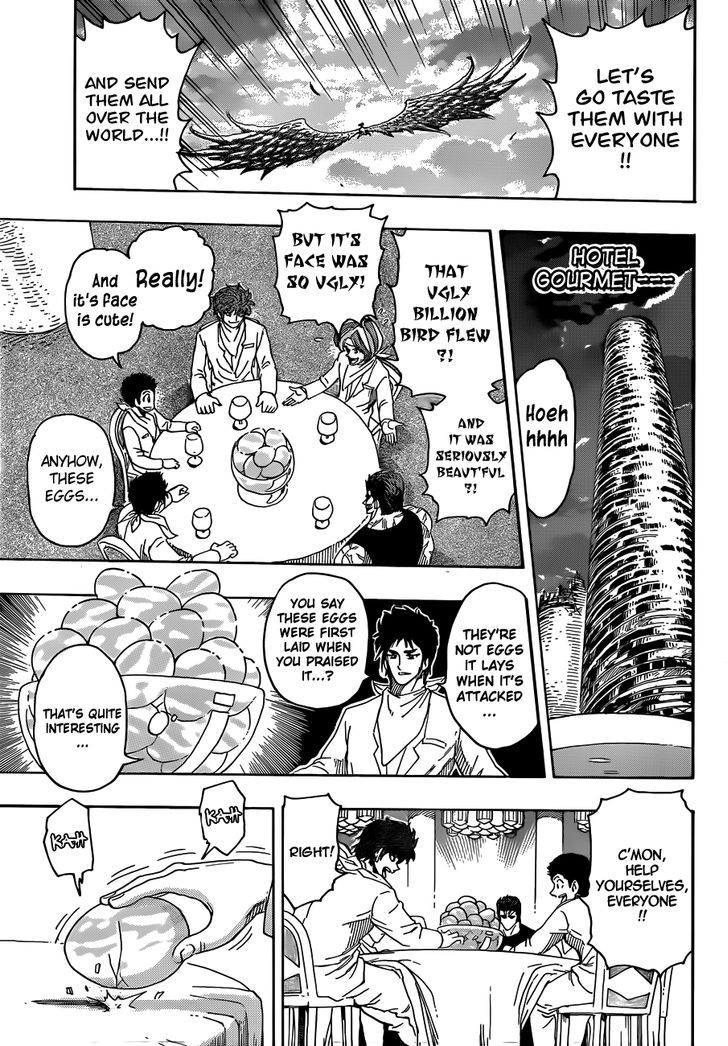 LET'S
GO TASTE
THEM WITH
EVERYONE
!!
AND SEND
THEM ALL
OVER THE
WORLD...!!
HOTEL
GOURMET---
Hoeh
hhhh
THAT
UGLY
BILLION
BIRD FLEW
?!
AND
IT WAS
SERIOUSLY
BEAUT'FUL
?!
BUT IT'S
FACE WAS
SO UGLY!
Really!
And
it's face
is cute!
ANYHOW,
THESE
EGGS...
THEY'RE
NOT EGGS
IT LAYS
WHEN IT'S
ATTACKED
...
YOU SAY
THESE EGGS
WERE FIRST
LAID WHEN
YOU PRAISED
IT...?
THAT'S QUITE
INTERESTING
...
C'MON,
HELP
YOURSELVES,
EVERYONE
!!
RIGHT!
KA!!
KA!!